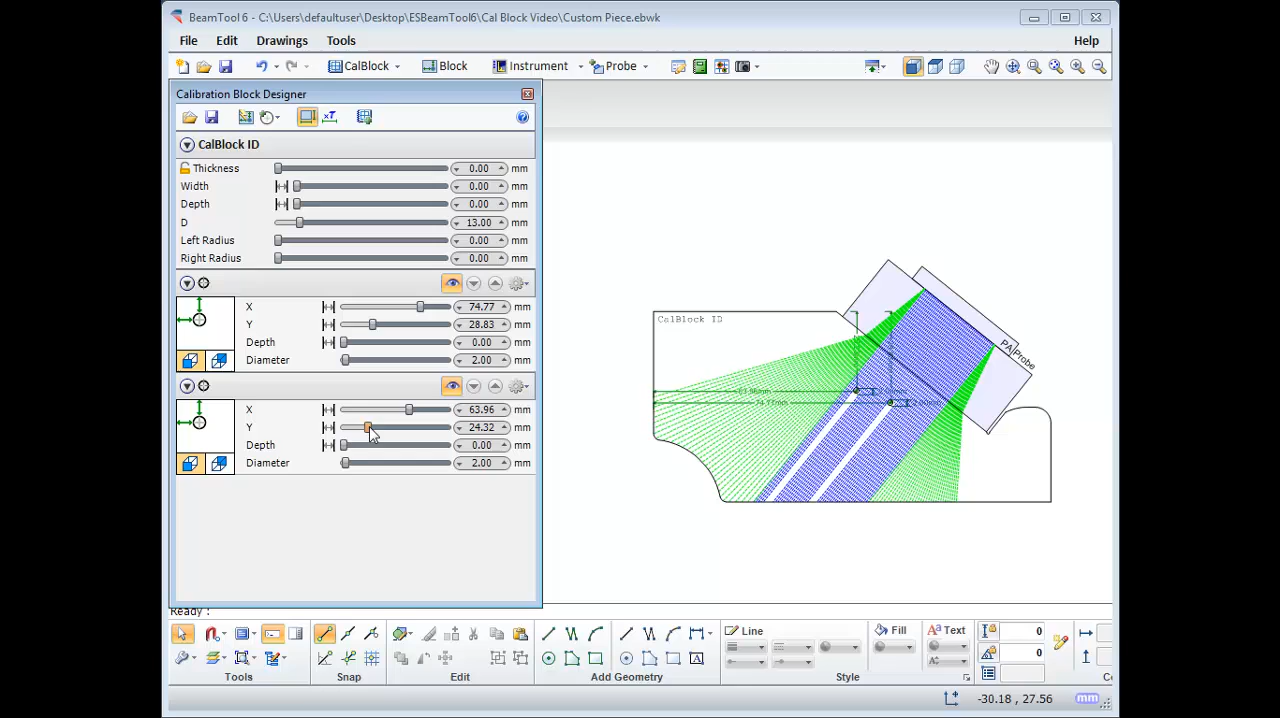 BeamTool 6 - C:\Users\defaultuser\Desktop\ESBeamTool6\Cal Block Video\Custom Piece.ebwk
File Edit Drawings Tools Help
CalBlock Block Instrument Probe
Calibration Block Designer
CalBlock ID
Thickness 0.00 mm
Width 0.00 mm
Depth 0.00 mm
D 13.00 mm
Left Radius 0.00 mm
Right Radius 0.00 mm
X 74.77 mm
Y 28.83 mm
Depth 0.00 mm
Diameter 2.00 mm
X 63.96 mm
Y 24.32 mm
Depth 0.00 mm
Diameter 2.00 mm
CalBlock ID
PA Probe
Ready :
Line Fill Text 0
0
Tools Snap Edit Add Geometry Style
-30.18 , 27.56 mm